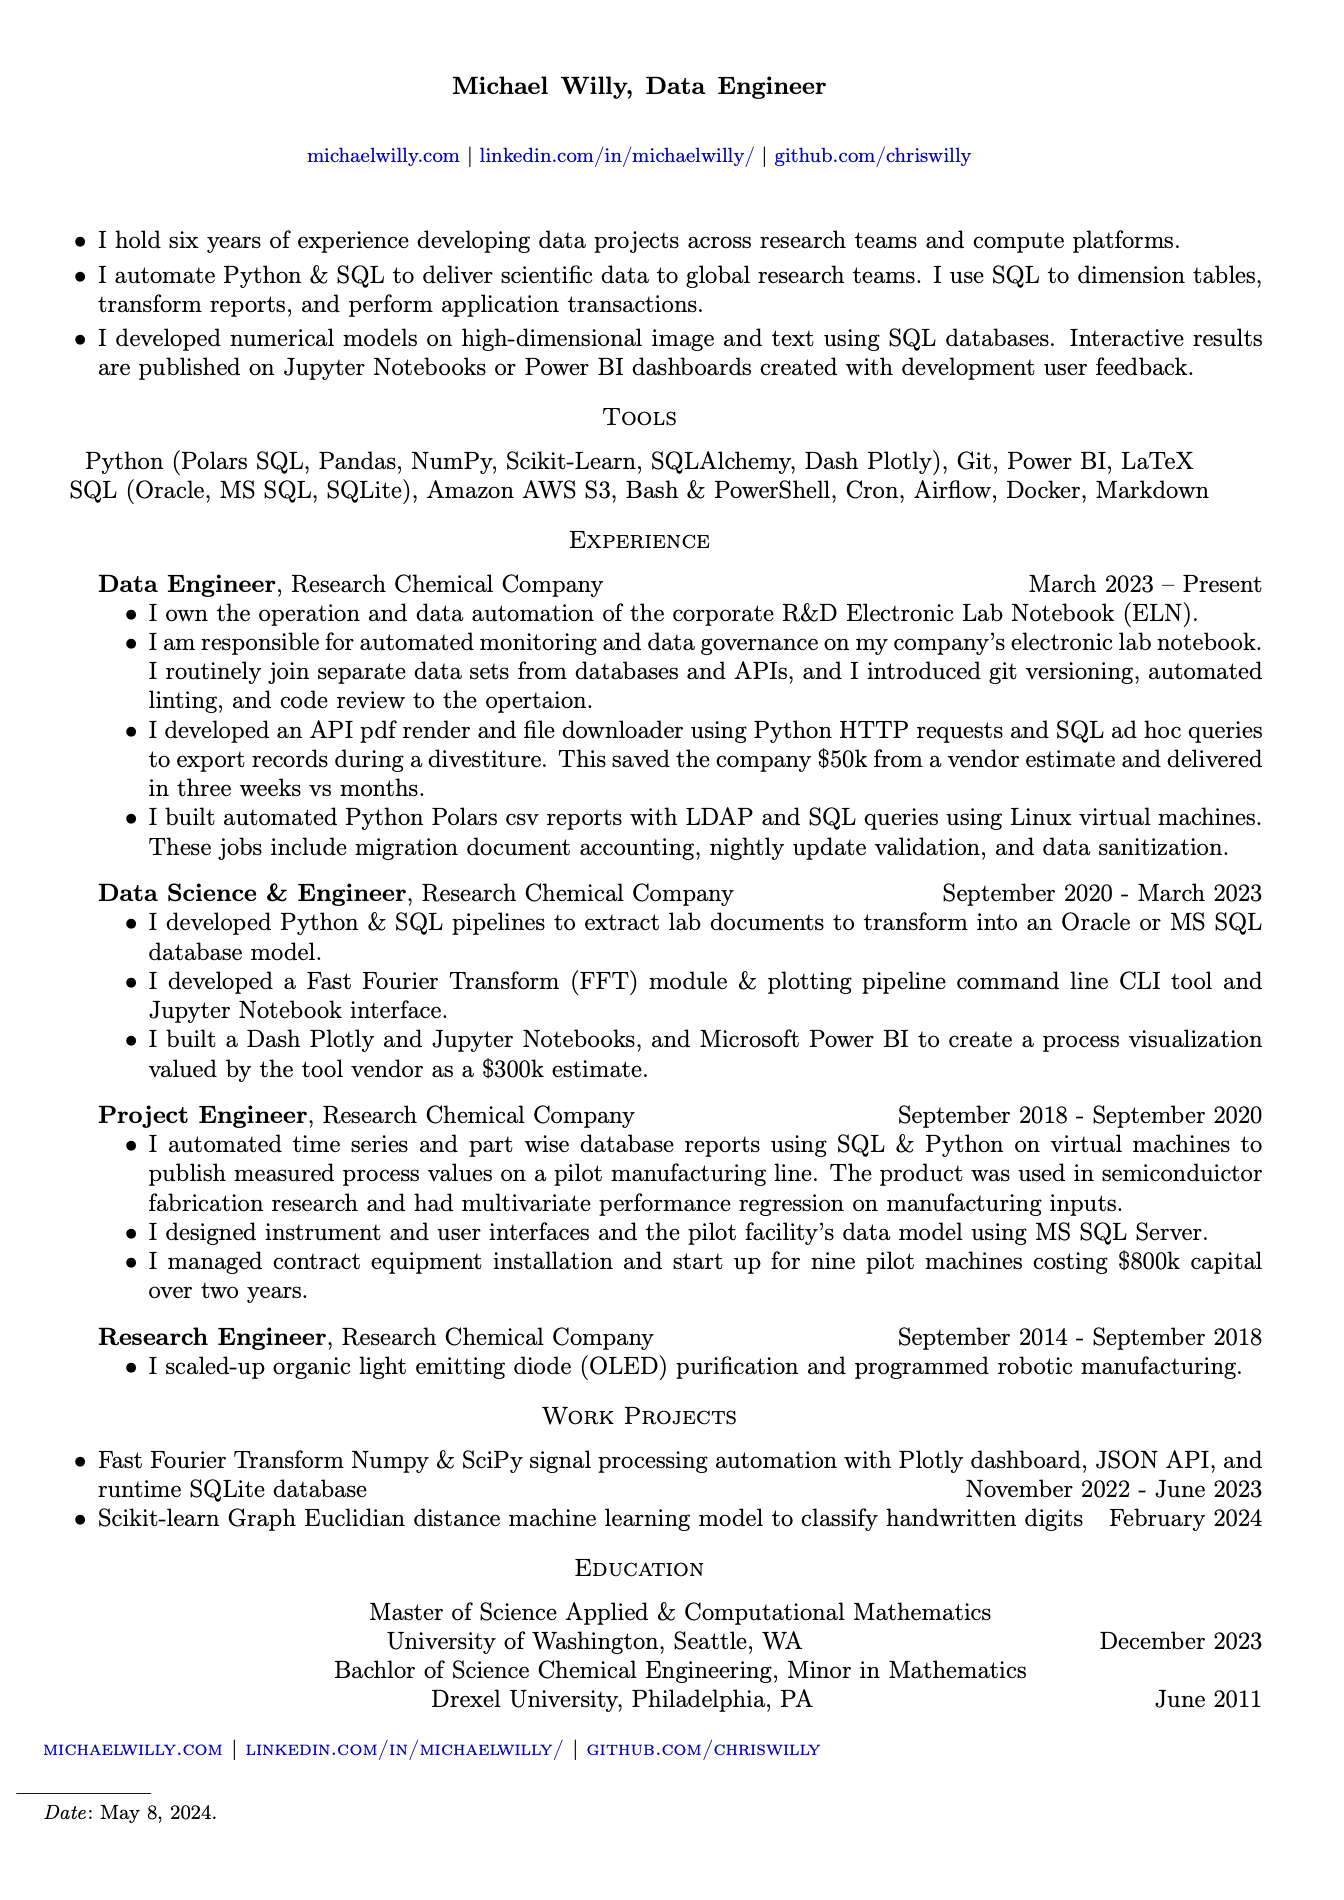 Michael Willy, Data Engineer
michaelwilly.com | linkedin.com/in/michaelwilly/ | github.com/chriswilly
• I hold six years of experience developing data projects across research teams and compute platforms.
• I automate Python & SQL to deliver scientific data to global research teams. I use SQL to dimension tables,
transform reports, and perform application transactions.
• I developed numerical models on high-dimensional image and text using SQL databases. Interactive results
are published on Jupyter Notebooks or Power BI dashboards created with development user feedback.
Tools
Python (Polars SQL, Pandas, NumPy, Scikit-Learn, SQLAlchemy, Dash Plotly), Git, Power BI, LaTeX
SQL (Oracle, MS SQL, SQLite), Amazon AWS S3, Bash & PowerShell, Cron, Airflow, Docker, Markdown
Experience
Data Engineer, Research Chemical Company March 2023 – Present
• I own the operation and data automation of the corporate R&D Electronic Lab Notebook (ELN).
• I am responsible for automated monitoring and data governance on my company's electronic lab notebook.
I routinely join separate data sets from databases and APIs, and I introduced git versioning, automated
linting, and code review to the opertaion.
• I developed an API pdf render and file downloader using Python HTTP requests and SQL ad hoc queries
to export records during a divestiture. This saved the company $50k from a vendor estimate and delivered
in three weeks vs months.
• I built automated Python Polars csv reports with LDAP and SQL queries using Linux virtual machines.
These jobs include migration document accounting, nightly update validation, and data sanitization.
Data Science & Engineer, Research Chemical Company September 2020 - March 2023
• I developed Python & SQL pipelines to extract lab documents to transform into an Oracle or MS SQL
database model.
• I developed a Fast Fourier Transform (FFT) module & plotting pipeline command line CLI tool and
Jupyter Notebook interface.
• I built a Dash Plotly and Jupyter Notebooks, and Microsoft Power BI to create a process visualization
valued by the tool vendor as a $300k estimate.
Project Engineer, Research Chemical Company September 2018 - September 2020
• I automated time series and part wise database reports using SQL & Python on virtual machines to
publish measured process values on a pilot manufacturing line. The product was used in semiconduictor
fabrication research and had multivariate performance regression on manufacturing inputs.
• I designed instrument and user interfaces and the pilot facility's data model using MS SQL Server.
• I managed contract equipment installation and start up for nine pilot machines costing $800k capital
over two years.
Research Engineer, Research Chemical Company September 2014 - September 2018
• I scaled-up organic light emitting diode (OLED) purification and programmed robotic manufacturing.
Work Projects
• Fast Fourier Transform Numpy & SciPy signal processing automation with Plotly dashboard, JSON API, and
runtime SQLite database November 2022 - June 2023
• Scikit-learn Graph Euclidian distance machine learning model to classify handwritten digits February 2024
Education
Master of Science Applied & Computational Mathematics
University of Washington, Seattle, WA December 2023
Bachlor of Science Chemical Engineering, Minor in Mathematics
Drexel University, Philadelphia, PA June 2011
michaelwilly.com | linkedin.com/in/michaelwilly/ | github.com/chriswilly
Date: May 8, 2024.